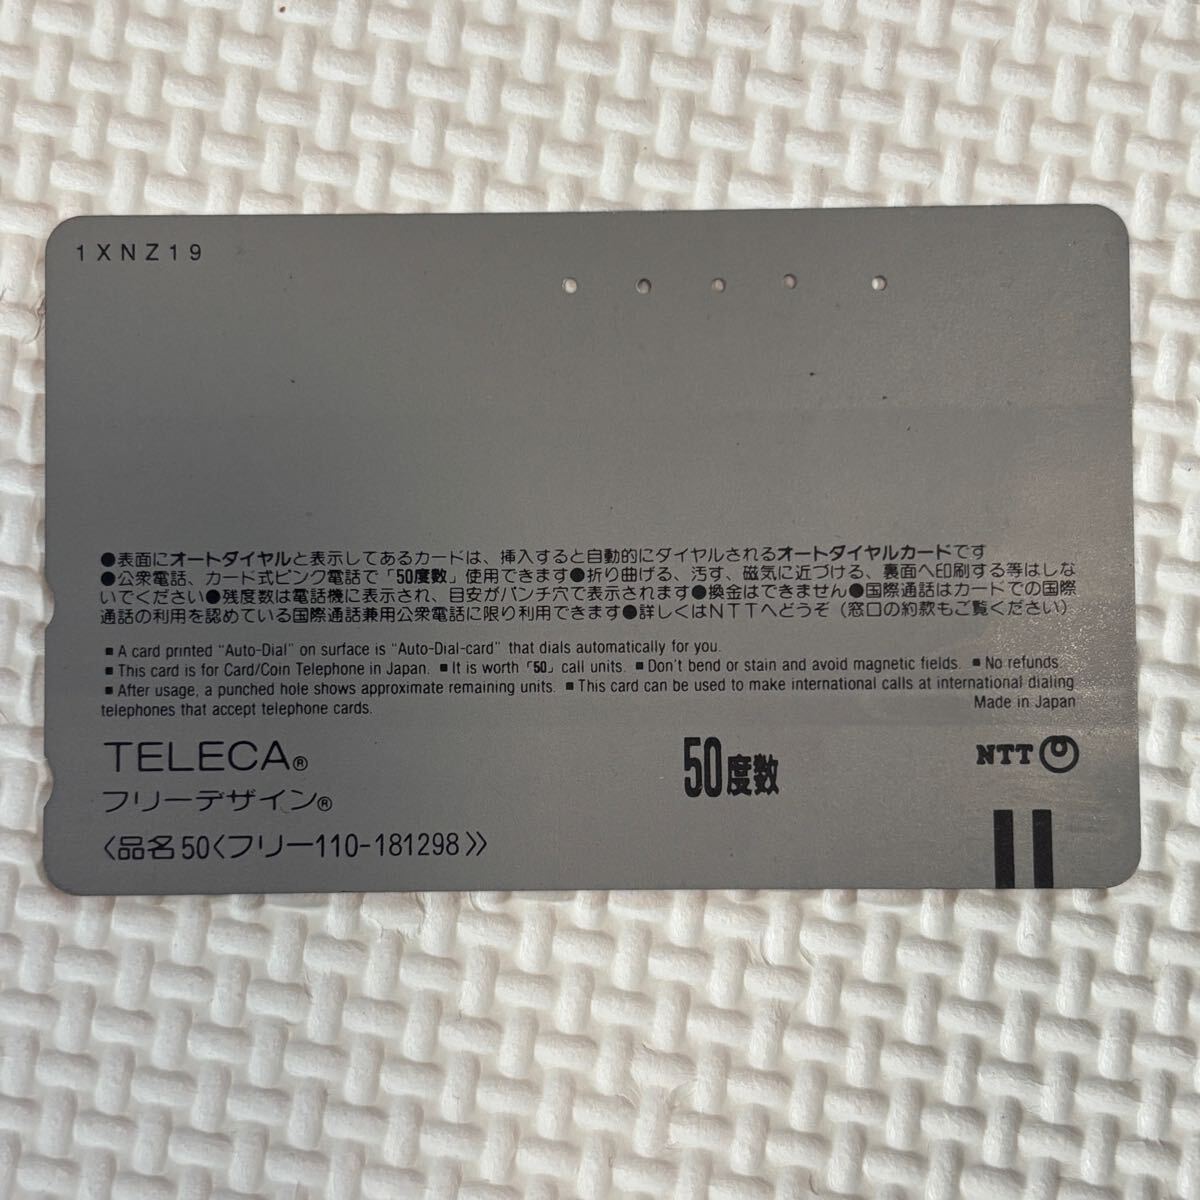 1XNZ19
●表面にオートダイヤルと表示してあるカードは、挿入すると自動的にダイヤルされるオートダイヤルカードです
●公衆電話、カード式ピンク電話で「50度数」使用できます●折り曲げる、汚す、磁気に近づける、裏面へ印刷する等はしな
いでください●残度数は電話機に表示され、目安がパンチ穴で表示されます●換金はできません●国際通話はカードでの国際
通話の利用を認めている国際通話兼用公衆電話に限り利用できます●詳しくはNTTへどうぞ（窓口の約款もご覧ください）
■ A card printed "Auto-Dial" on surface is "Auto-Dial-card" that dials automatically for you.
■ This card is for Card/Coin Telephone in Japan. ■ It is worth「50」call units. ■ Don't bend or stain and avoid magnetic fields. ■ No refunds.
■ After usage, a punched hole shows approximate remaining units. ■ This card can be used to make international calls at international dialing
telephones that accept telephone cards. Made in Japan
TELECA®
フリーデザイン®
50度数
NTT
〈品名50〈フリー110-181298〉〉